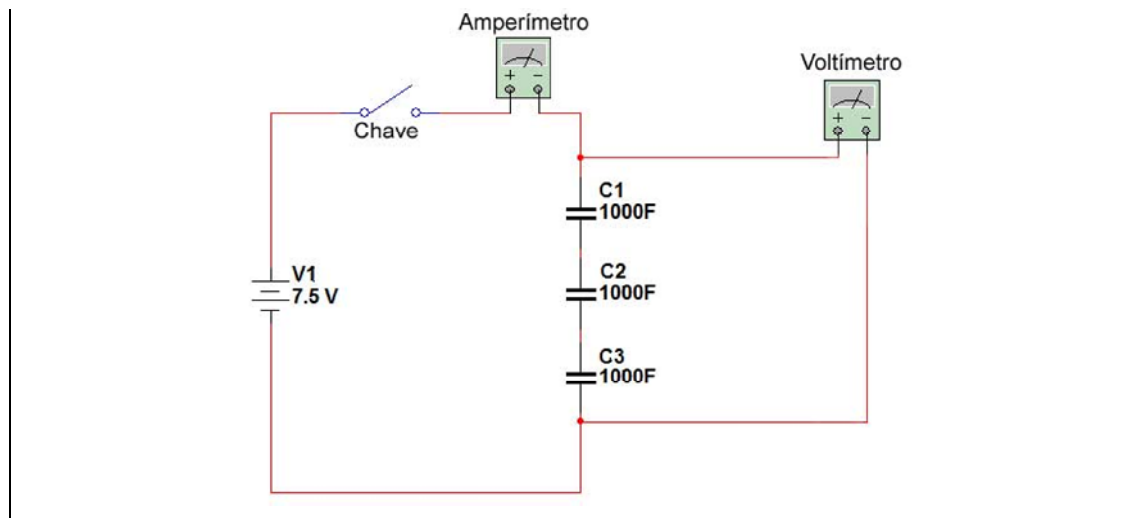 Amperímetro
+ -
Voltímetro
+ -
Chave
C1
1000F
C2
1000F
V1
7.5 V
C3
1000F